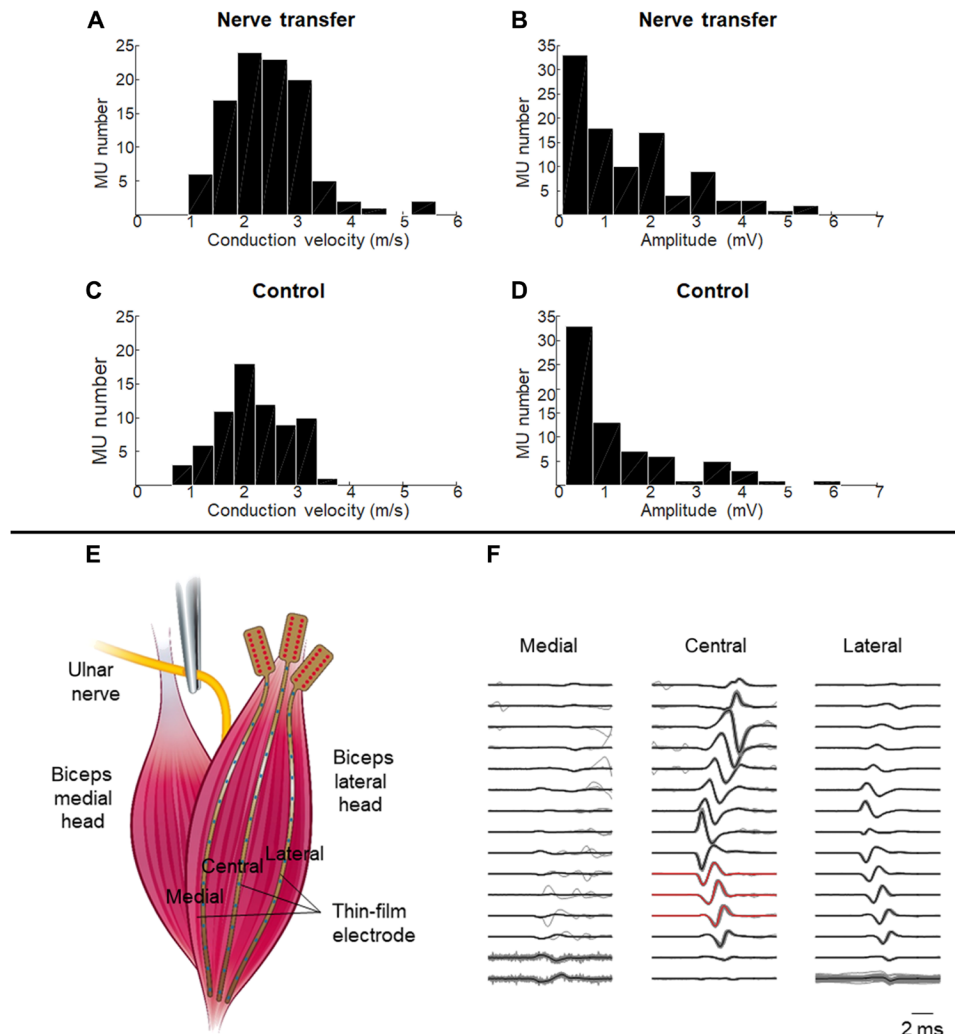 A
Nerve transfer
25
20
15
10
5
MU number
0 1 2 3 4 5 6
Conduction velocity (m/s)
B
Nerve transfer
35
30
25
20
15
10
5
MU number
0 1 2 3 4 5 6 7
Amplitude (mV)
C
Control
25
20
15
10
5
MU number
0 1 2 3 4 5 6
Conduction velocity (m/s)
D
Control
35
30
25
20
15
10
5
MU number
0 1 2 3 4 5 6 7
Amplitude (mV)
E
Ulnar
nerve
Biceps
medial
head
Biceps
lateral
head
Lateral
Central
Medial
Thin-film
electrode
F
Medial
Central
Lateral
2 ms